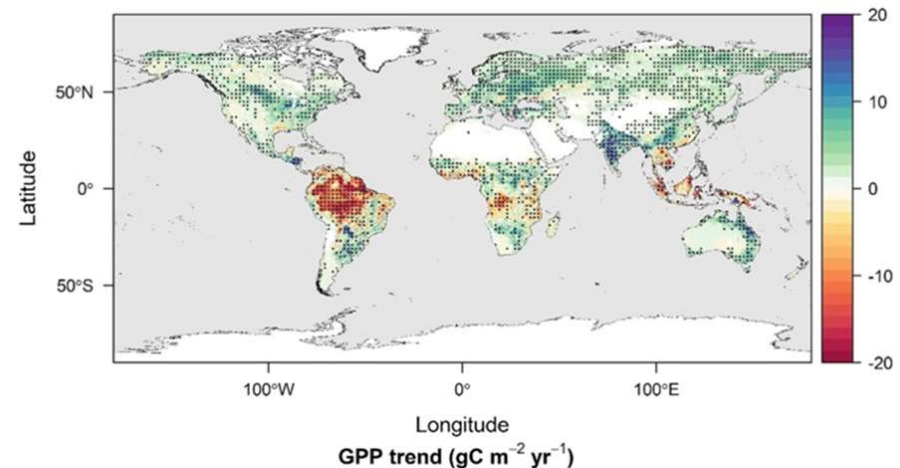 20
10
0
-10
-20
50°N
0°
50°S
Latitude
100°W
0°
100°E
Longitude
GPP trend (gC m⁻² yr⁻¹)